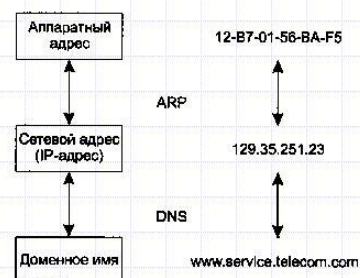 Аппаратный
адрес
12-B7-01-56-BA-F5
ARP
Сетевой адрес
(IP-адрес)
129.35.251.23
DNS
Доменное имя
www.service.telecom.com